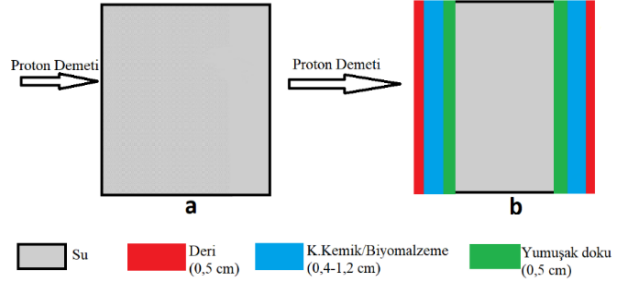 Proton Demeti
Proton Demeti
a
b
Su
Deri
(0,5 cm)
K.Kemik/Biyomalzeme
(0,4-1,2 cm)
Yumuşak doku
(0,5 cm)